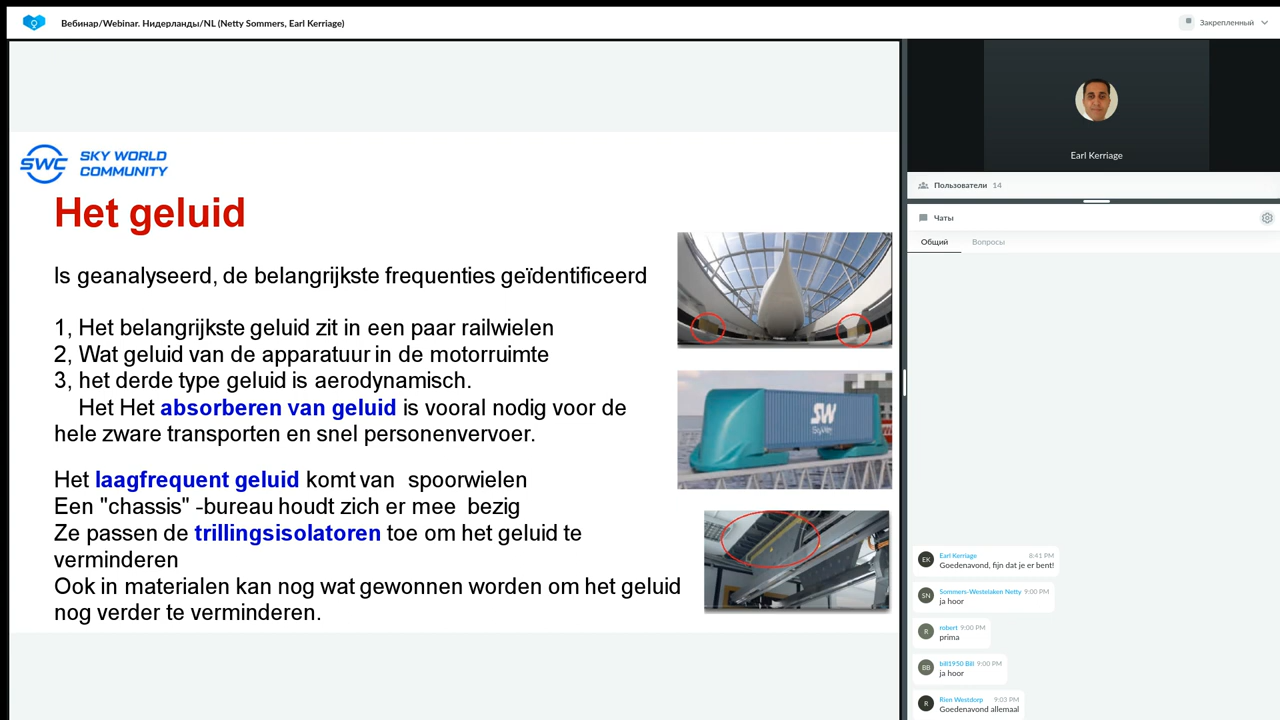 Вебинар/Webinar. Нидерланды/NL (Netty Sommers, Earl Kerriage)
Закрепленный
SWC SKY WORLD
COMMUNITY
Het geluid
Is geanalyseerd, de belangrijkste frequenties geïdentificeerd
1, Het belangrijkste geluid zit in een paar railwielen
2, Wat geluid van de apparatuur in de motorruimte
3, het derde type geluid is aerodynamisch.
Het Het absorberen van geluid is vooral nodig voor de
hele zware transporten en snel personenvervoer.
Het laagfrequent geluid komt van spoorwielen
Een "chassis" -bureau houdt zich er mee bezig
Ze passen de trillingsisolatoren toe om het geluid te
verminderen
Ook in materialen kan nog wat gewonnen worden om het geluid
nog verder te verminderen.
SW
SkyWay
Earl Kerriage
Пользователи 14
Чаты
Общий Вопросы
EK Earl Kerriage 8:41 PM
Goedenavond, fijn dat je er bent!
SN Sommers-Westelaken Netty 9:00 PM
ja hoor
R robert 9:00 PM
prima
BB bill1950 Bill 9:00 PM
ja hoor
R Rien Westdorp 9:03 PM
Goedenavond allemaal